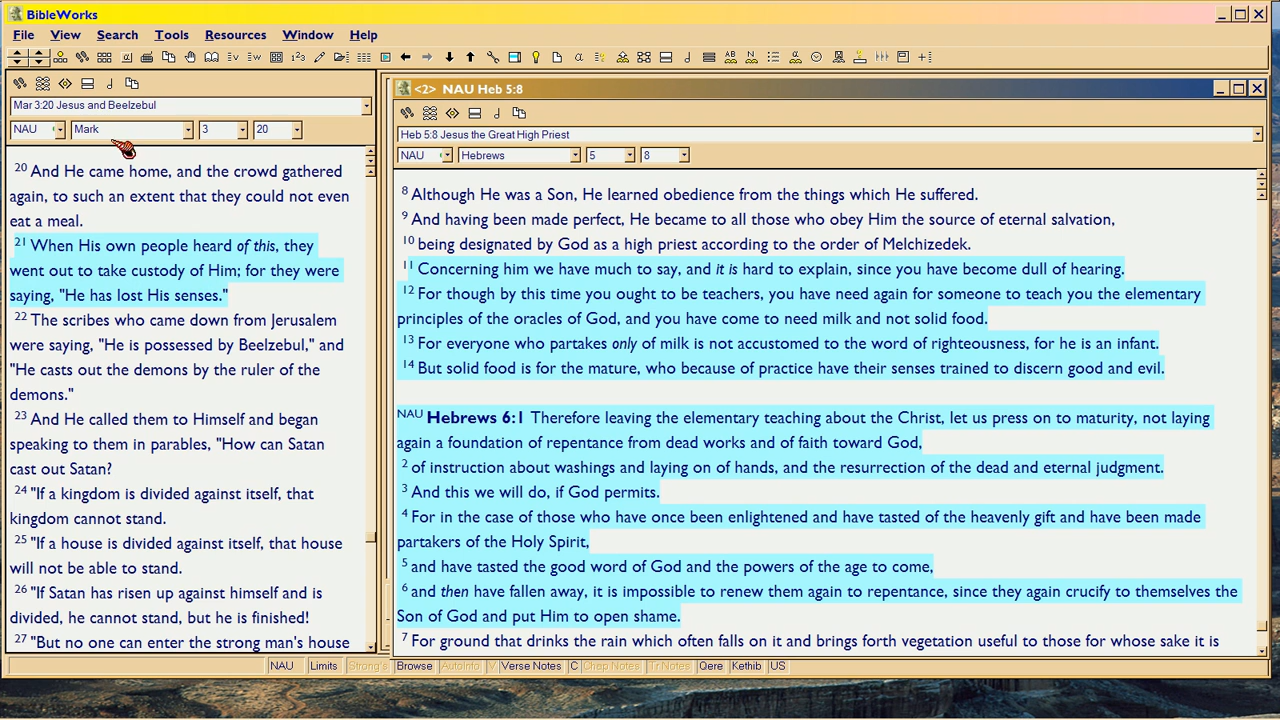 BibleWorks
File View Search Tools Resources Window Help
Mar 3:20 Jesus and Beelzebul
NAU Mark 3 20
20 And He came home, and the crowd gathered
again, to such an extent that they could not even
eat a meal.
21 When His own people heard of this, they
went out to take custody of Him; for they were
saying, "He has lost His senses."
22 The scribes who came down from Jerusalem
were saying, "He is possessed by Beelzebul," and
"He casts out the demons by the ruler of the
demons."
23 And He called them to Himself and began
speaking to them in parables, "How can Satan
cast out Satan?
24 "If a kingdom is divided against itself, that
kingdom cannot stand.
25 "If a house is divided against itself, that house
will not be able to stand.
26 "If Satan has risen up against himself and is
divided, he cannot stand, but he is finished!
27 "But no one can enter the strong man's house
<2> NAU Heb 5:8
Heb 5:8 Jesus the Great High Priest
NAU Hebrews 5 8
8 Although He was a Son, He learned obedience from the things which He suffered.
9 And having been made perfect, He became to all those who obey Him the source of eternal salvation,
10 being designated by God as a high priest according to the order of Melchizedek.
11 Concerning him we have much to say, and it is hard to explain, since you have become dull of hearing.
12 For though by this time you ought to be teachers, you have need again for someone to teach you the elementary
principles of the oracles of God, and you have come to need milk and not solid food.
13 For everyone who partakes only of milk is not accustomed to the word of righteousness, for he is an infant.
14 But solid food is for the mature, who because of practice have their senses trained to discern good and evil.
NAU Hebrews 6:1 Therefore leaving the elementary teaching about the Christ, let us press on to maturity, not laying
again a foundation of repentance from dead works and of faith toward God,
2 of instruction about washings and laying on of hands, and the resurrection of the dead and eternal judgment.
3 And this we will do, if God permits.
4 For in the case of those who have once been enlightened and have tasted of the heavenly gift and have been made
partakers of the Holy Spirit,
5 and have tasted the good word of God and the powers of the age to come,
6 and then have fallen away, it is impossible to renew them again to repentance, since they again crucify to themselves the
Son of God and put Him to open shame.
7 For ground that drinks the rain which often falls on it and brings forth vegetation useful to those for whose sake it is
NAU Limits Strong's Browse AutoInfo V Verse Notes C Chap Notes Tr Notes Qere Kethib US